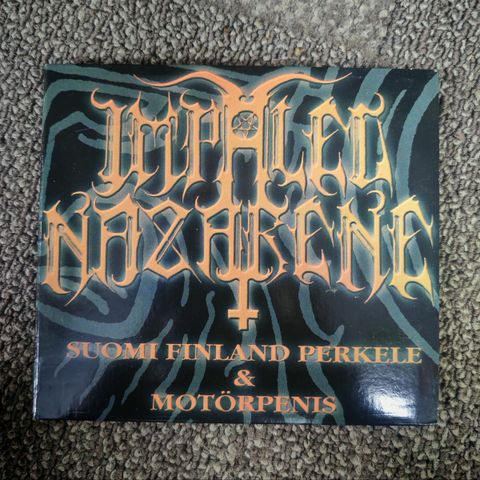 IMPALED
NAZARENE
SUOMI FINLAND PERKELE
&
MOTÖRPENIS